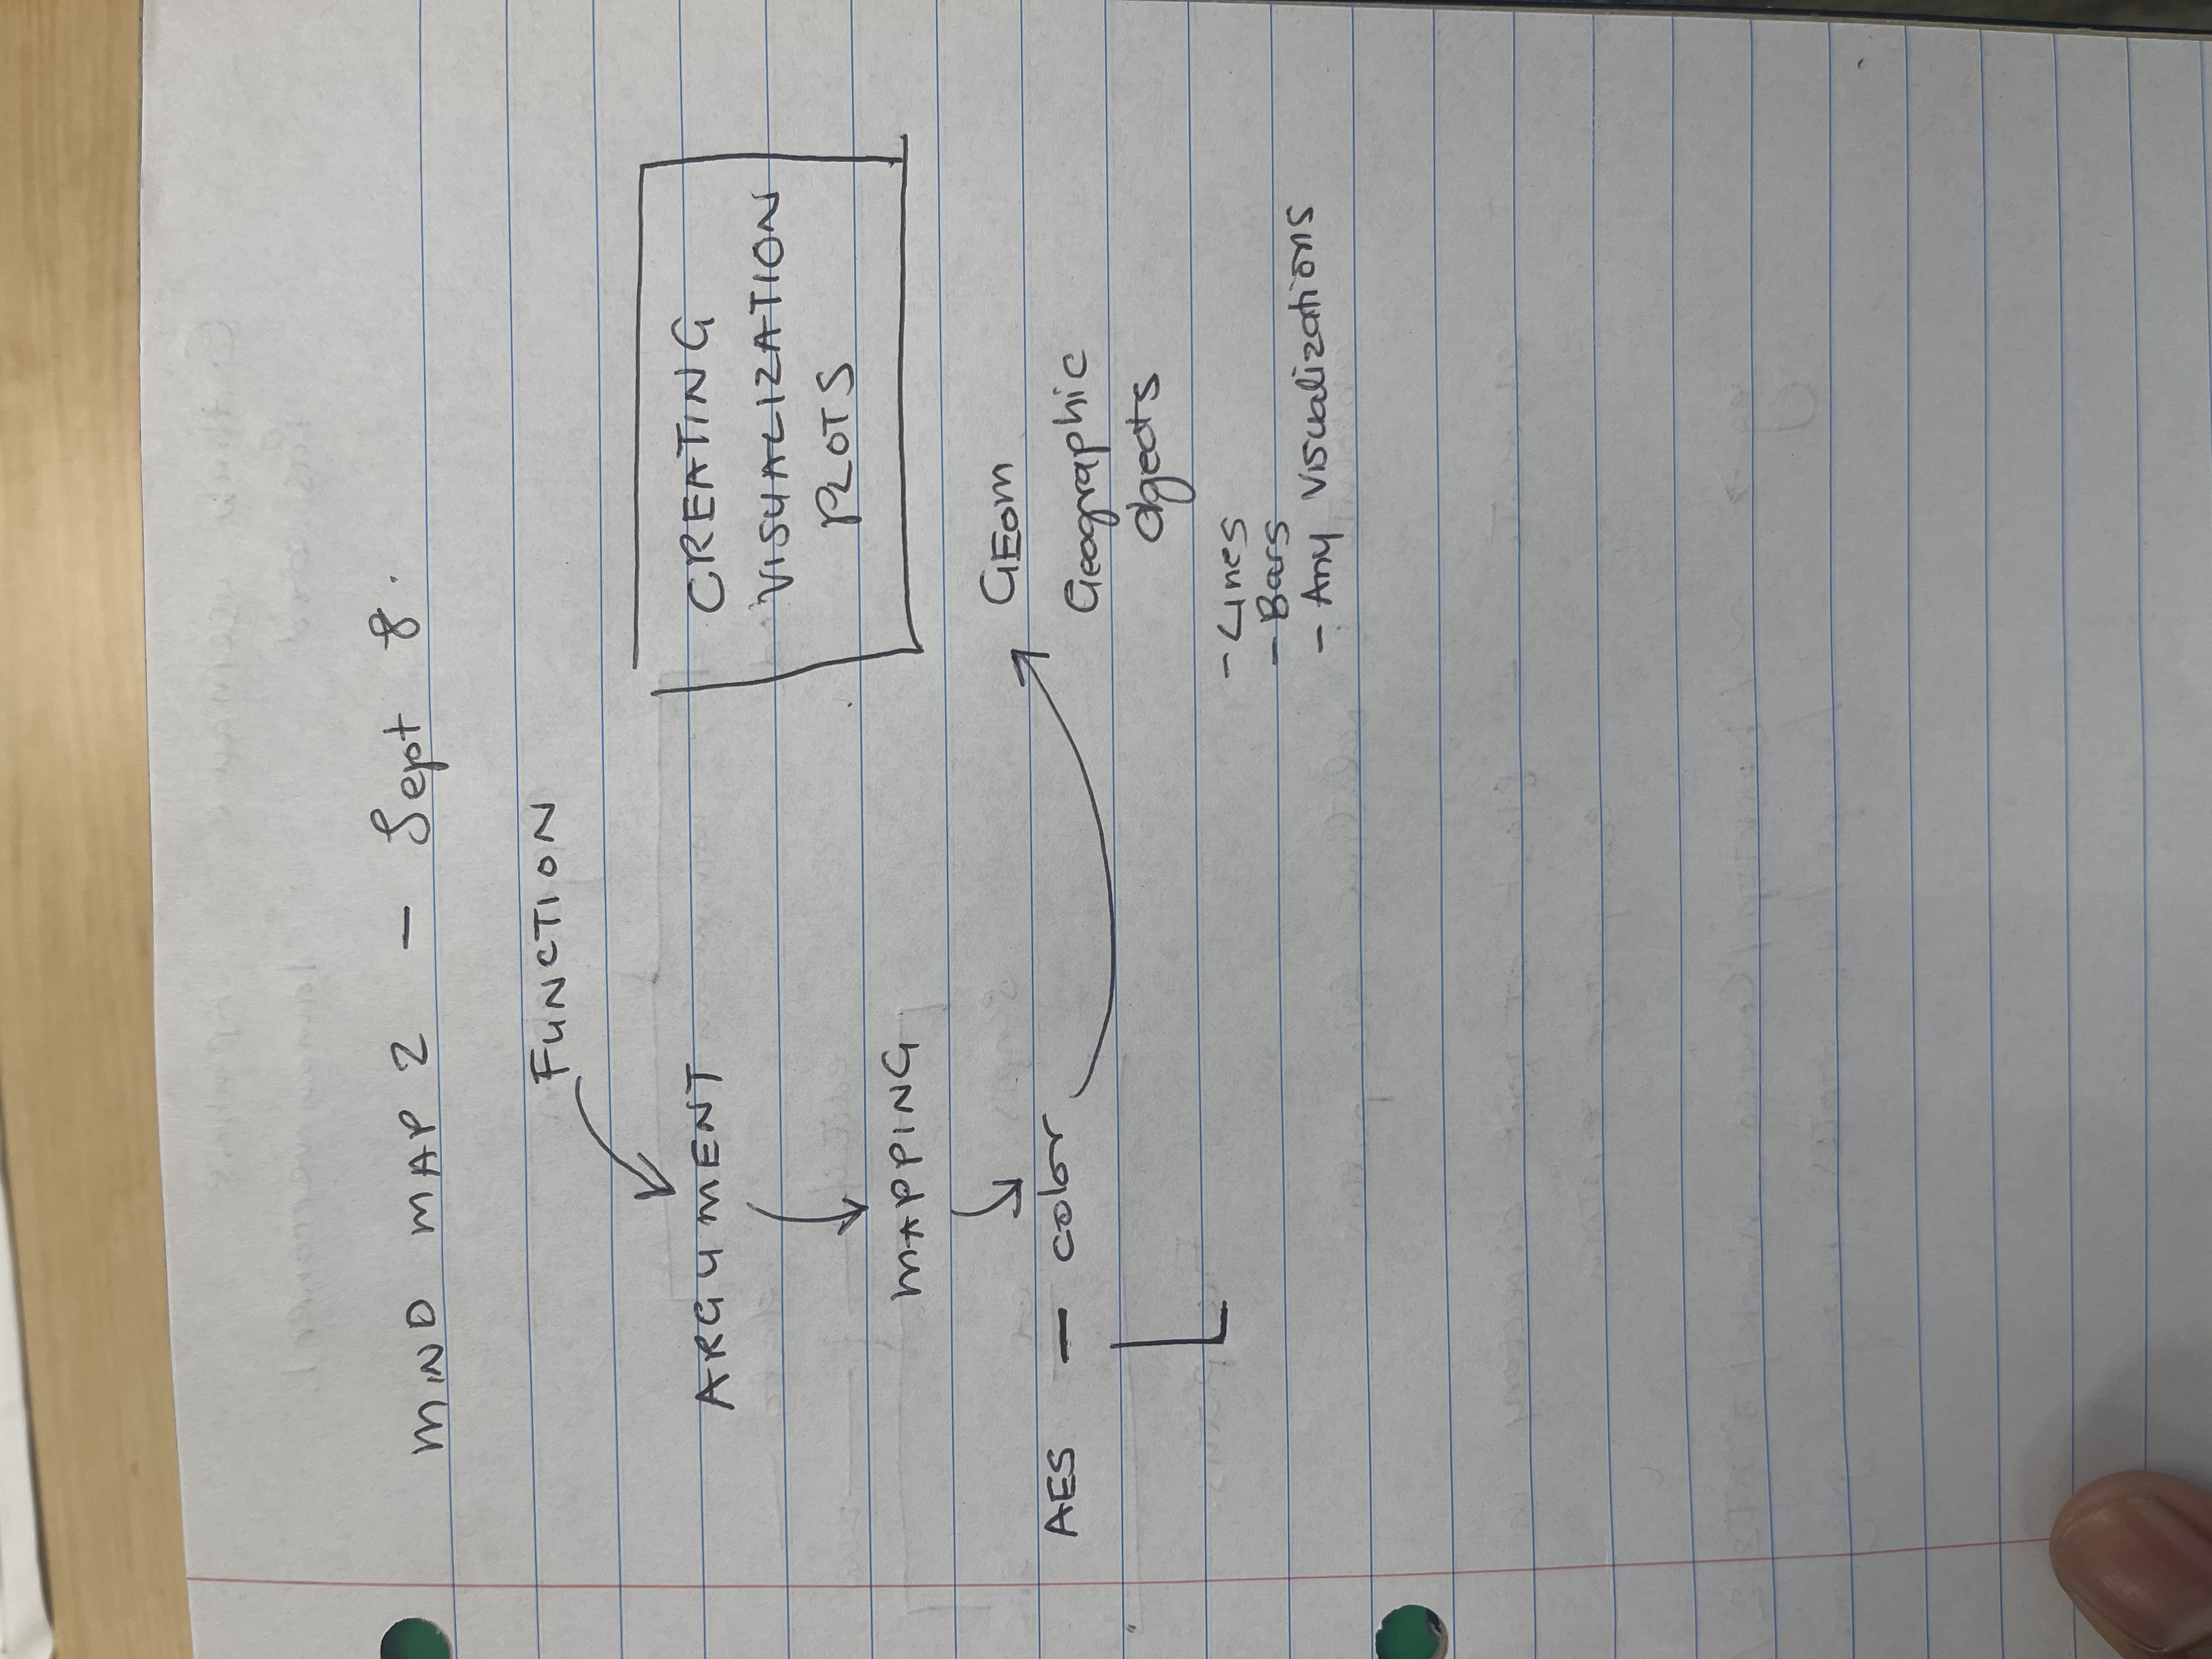 MIND MAP 2 — Sept 8.
FUNCTION
ARGUMENT
MAPPING
AES — color
CREATING
VISUALIZATION
PLOTS
GEOM
Geographic
objects
- Lines
- Bars
- Any Visualizations